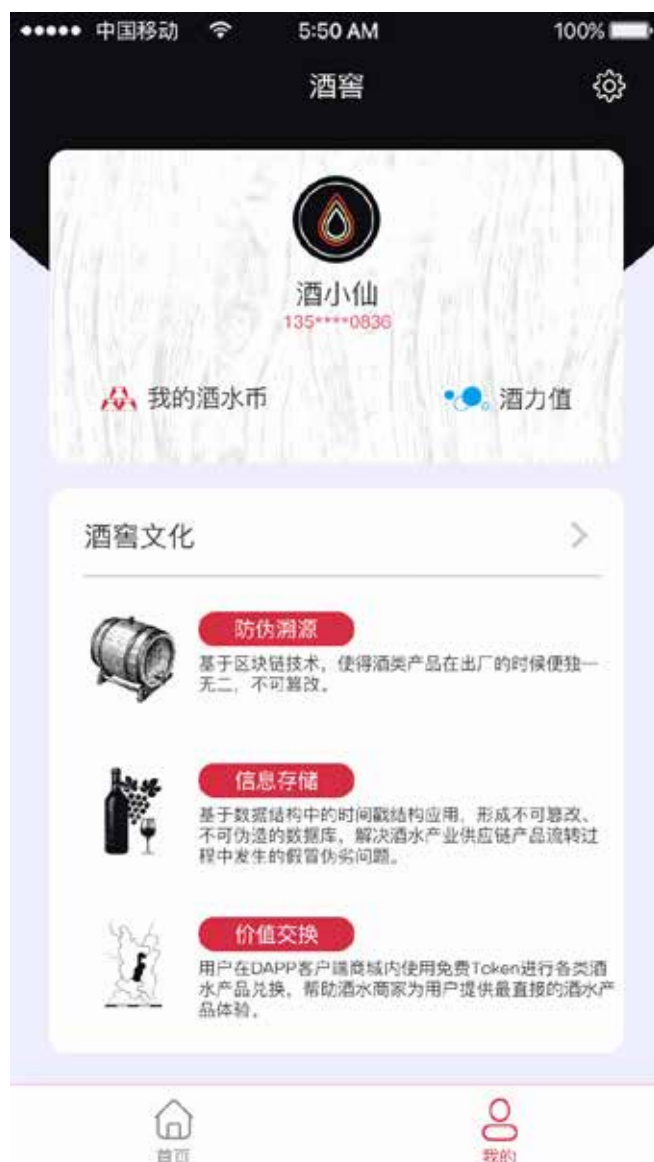 中国移动 5:50 AM 100%
酒窖
酒小仙
135****0836
我的酒水币 酒力值
酒窖文化
防伪溯源
基于区块链技术，使得酒类产品在出厂的时候便独一
无二，不可篡改。
信息存储
基于数据结构中的时间戳结构应用，形成不可篡改、
不可伪造的数据库，解决酒水产业供应链产品流转过
程中发生的假冒伪劣问题。
价值交换
用户在DAPP客户端商城内使用免费Token进行各类酒
水产品兑换，帮助酒水商家为用户提供最直接的酒水产
品体验。
首页 我的